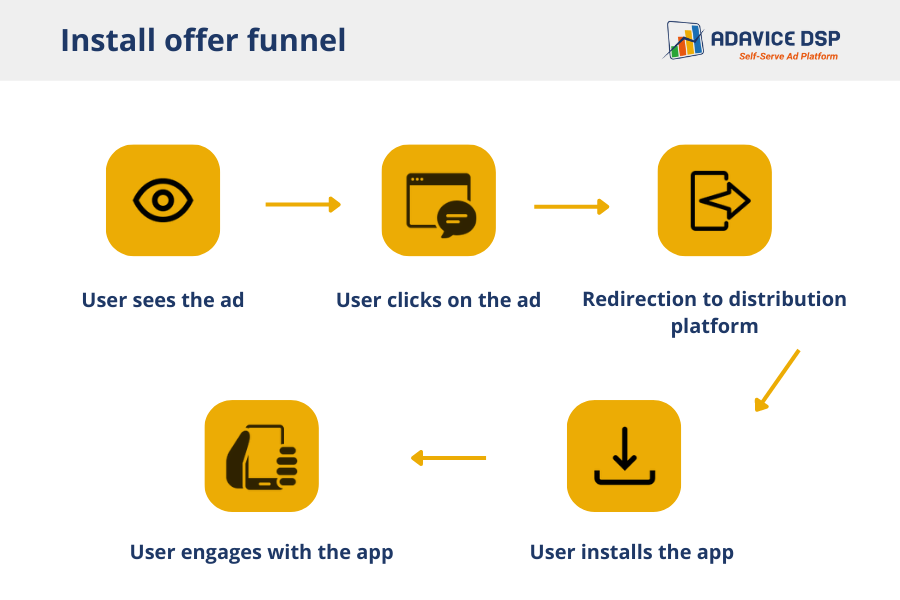 Install offer funnel
ADAVICE DSP
Self-Serve Ad Platform
User sees the ad
User clicks on the ad
Redirection to distribution
platform
User engages with the app
User installs the app